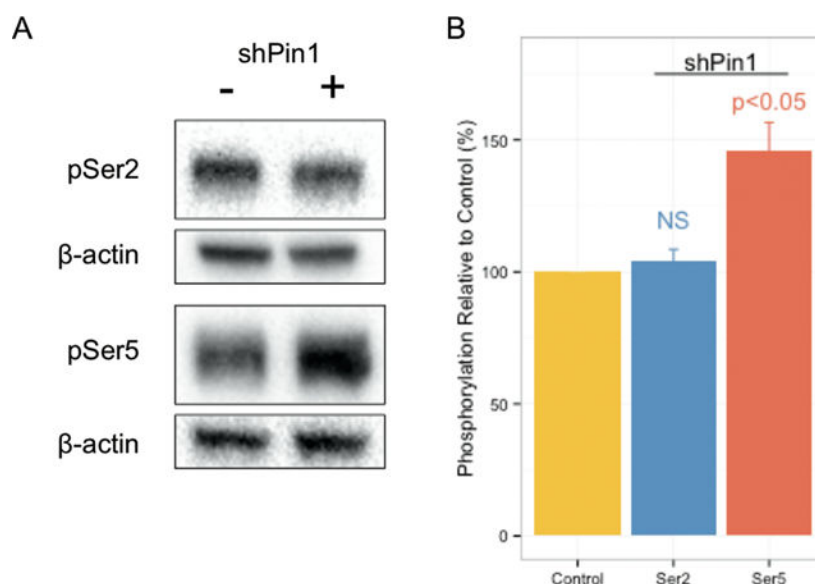 A
shPin1
- +
pSer2
β-actin
pSer5
β-actin
B
Phosphorylation Relative to Control (%)
150
100
50
0
shPin1
p<0.05
NS
Control Ser2 Ser5